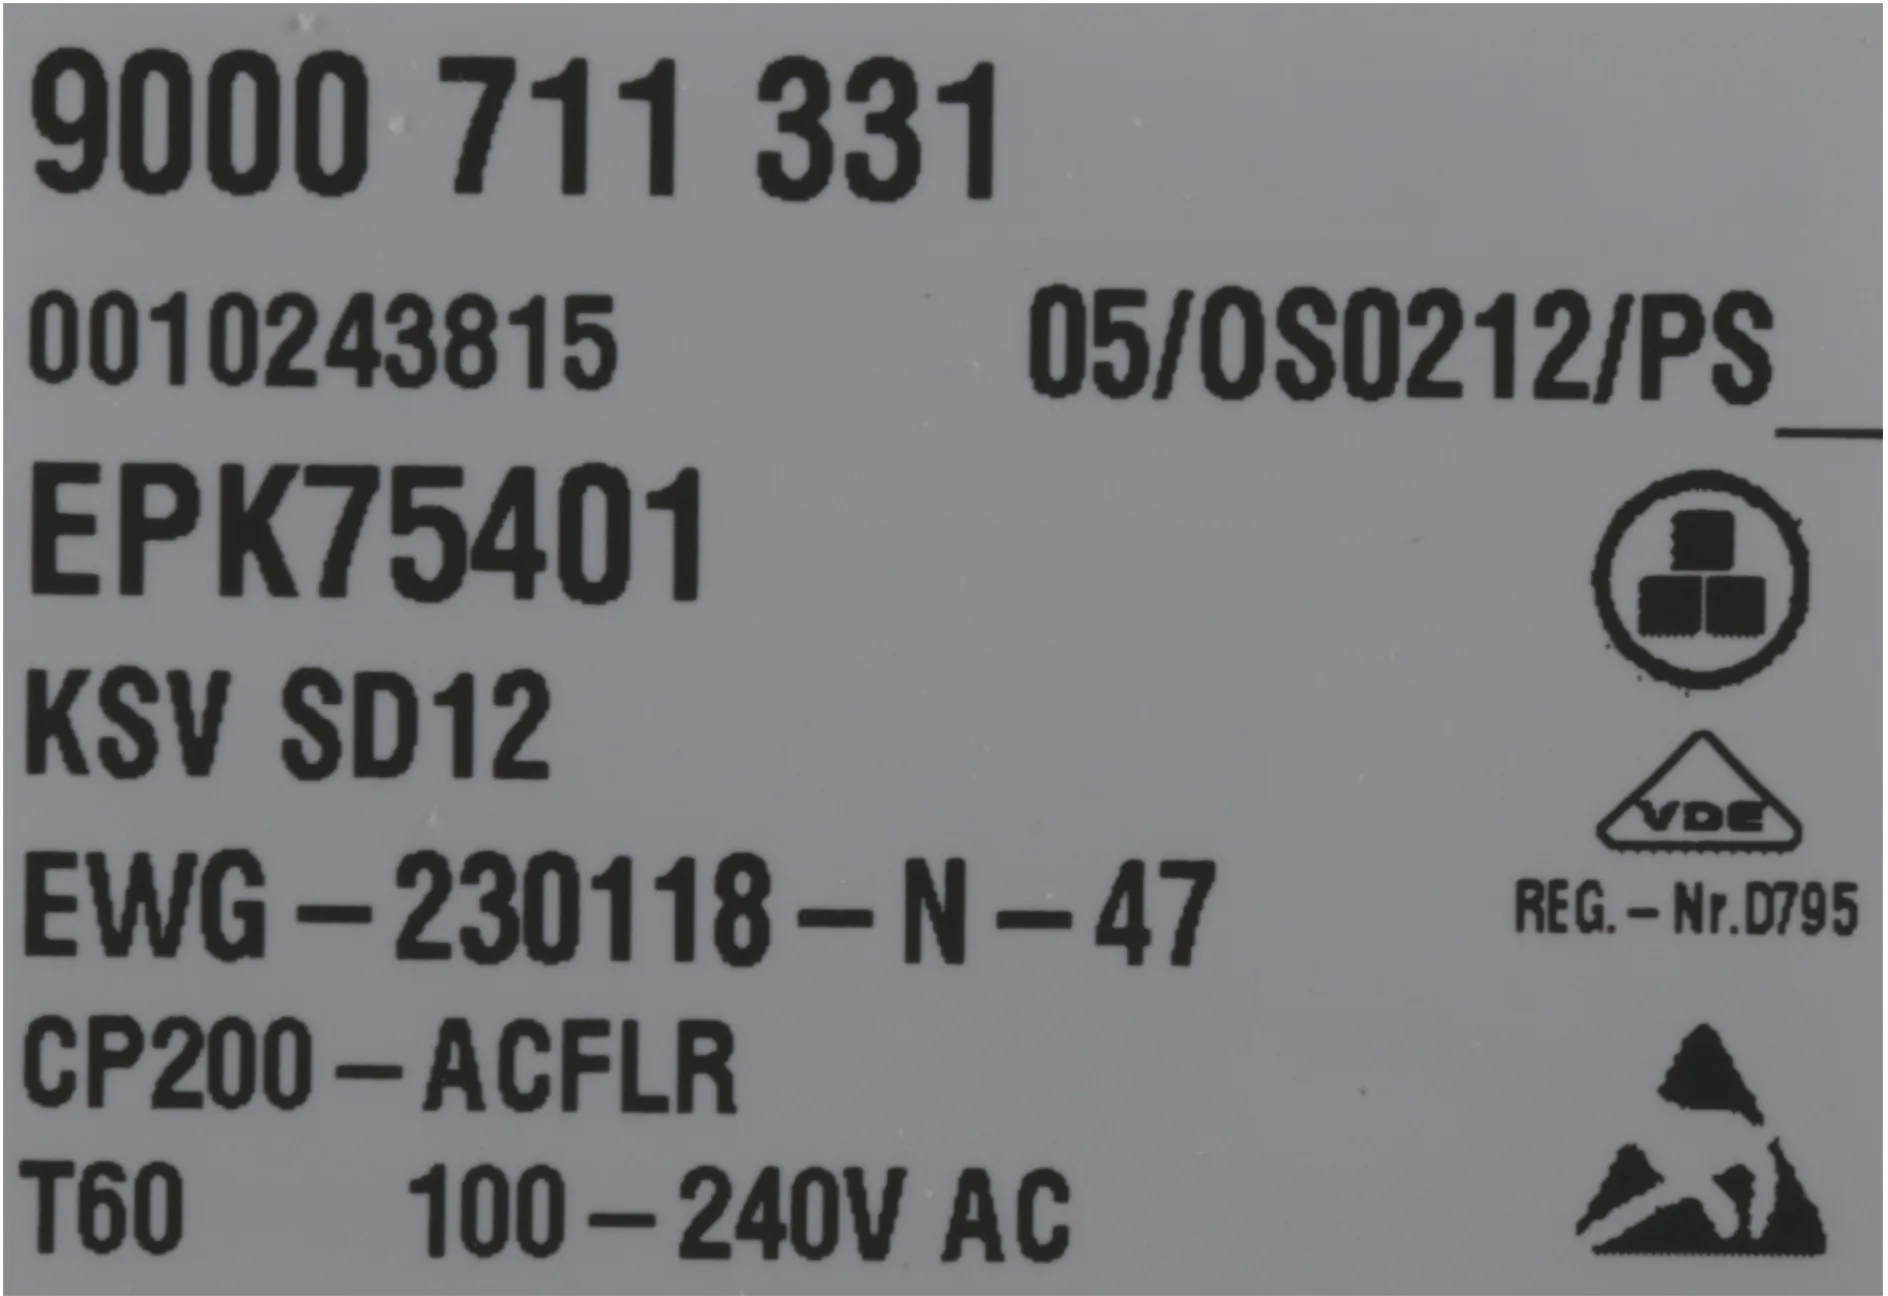 9000 711 331
0010243815 05/OS0212/PS
EPK75401
KSV SD12
VDE
EWG-230118-N-47
REG.-Nr.D795
CP200-ACFLR
T60 100-240V AC